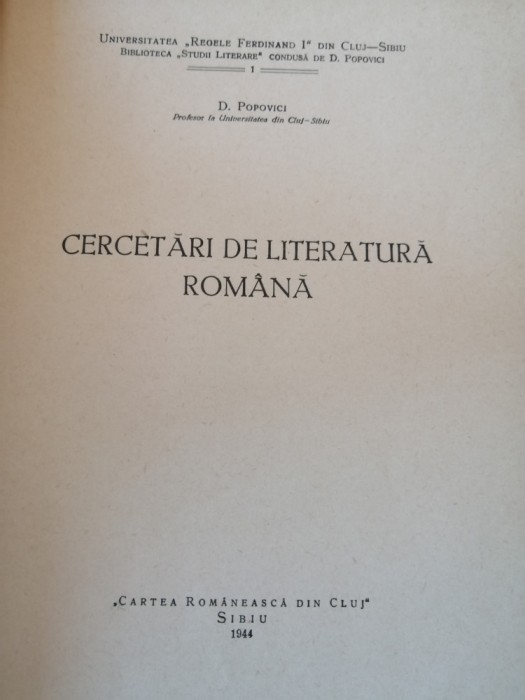 Universitatea „Regele Ferdinand I“ din Cluj—Sibiu
Biblioteca „Studii Literare“ condusă de D. Popovici
1
D. Popovici
Profesor la Universitatea din Cluj—Sibiu
CERCETĂRI DE LITERATURĂ
ROMÂNĂ
„Cartea Românească din Cluj“
Sibiu
1944